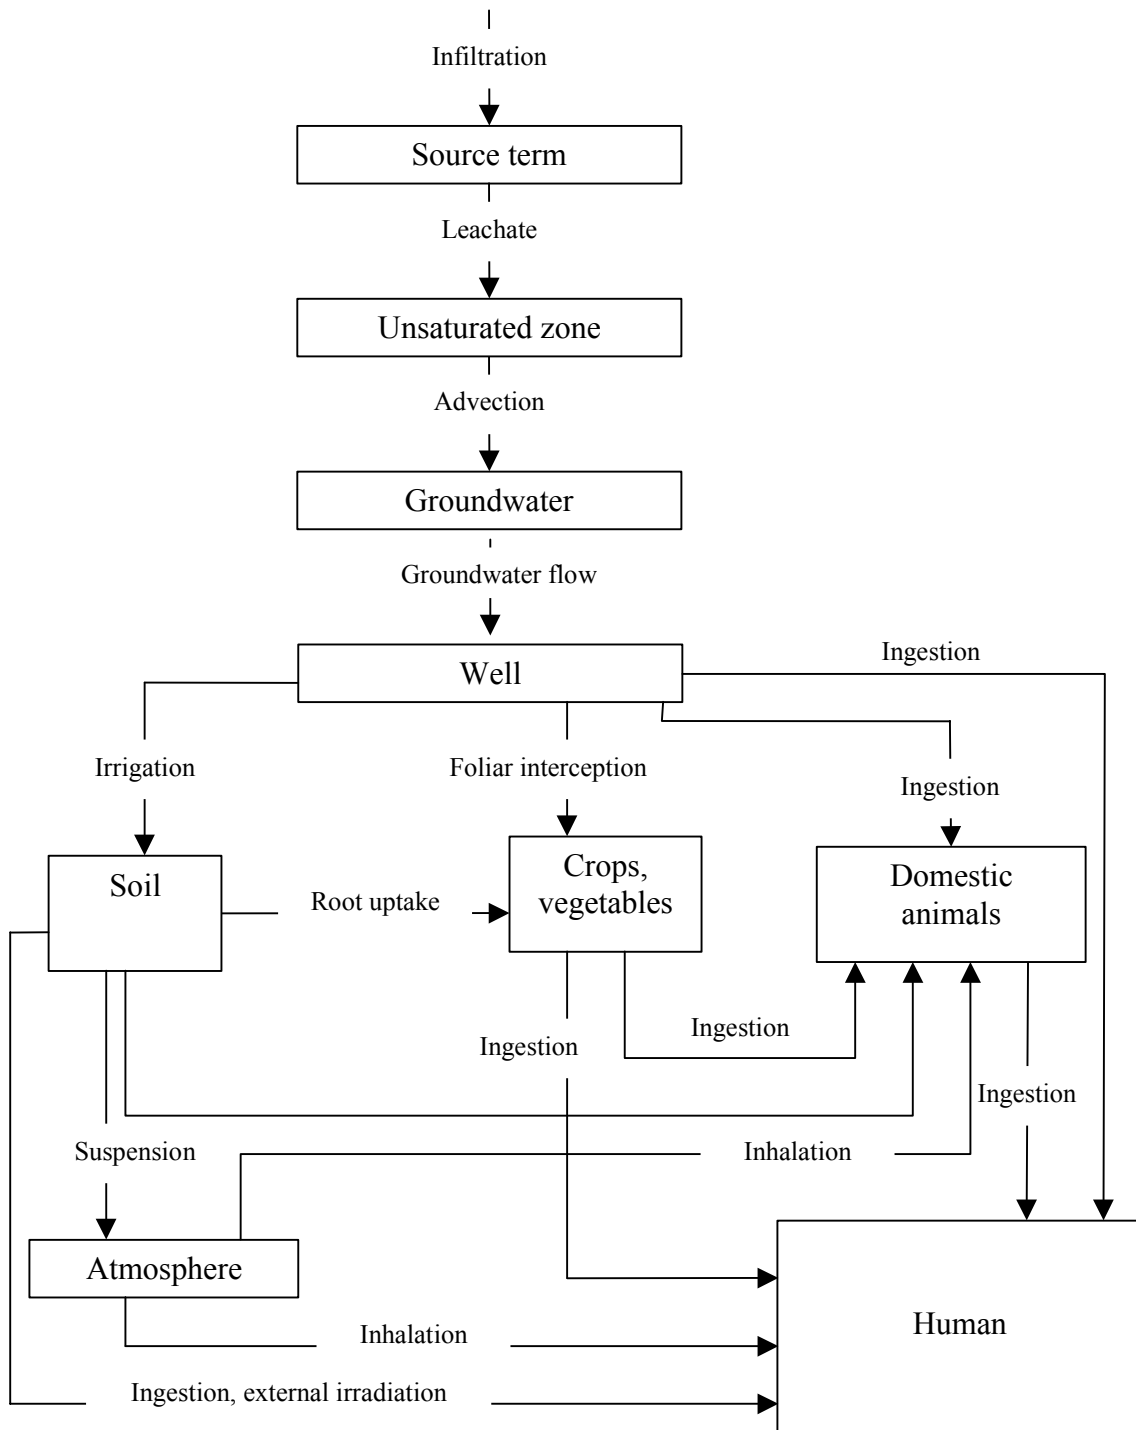 Infiltration
Source term
Leachate
Unsaturated zone
Advection
Groundwater
Groundwater flow
Well
Ingestion
Irrigation
Foliar interception
Ingestion
Soil
Root uptake
Crops,
vegetables
Domestic
animals
Ingestion
Ingestion
Ingestion
Suspension
Inhalation
Atmosphere
Human
Inhalation
Ingestion, external irradiation